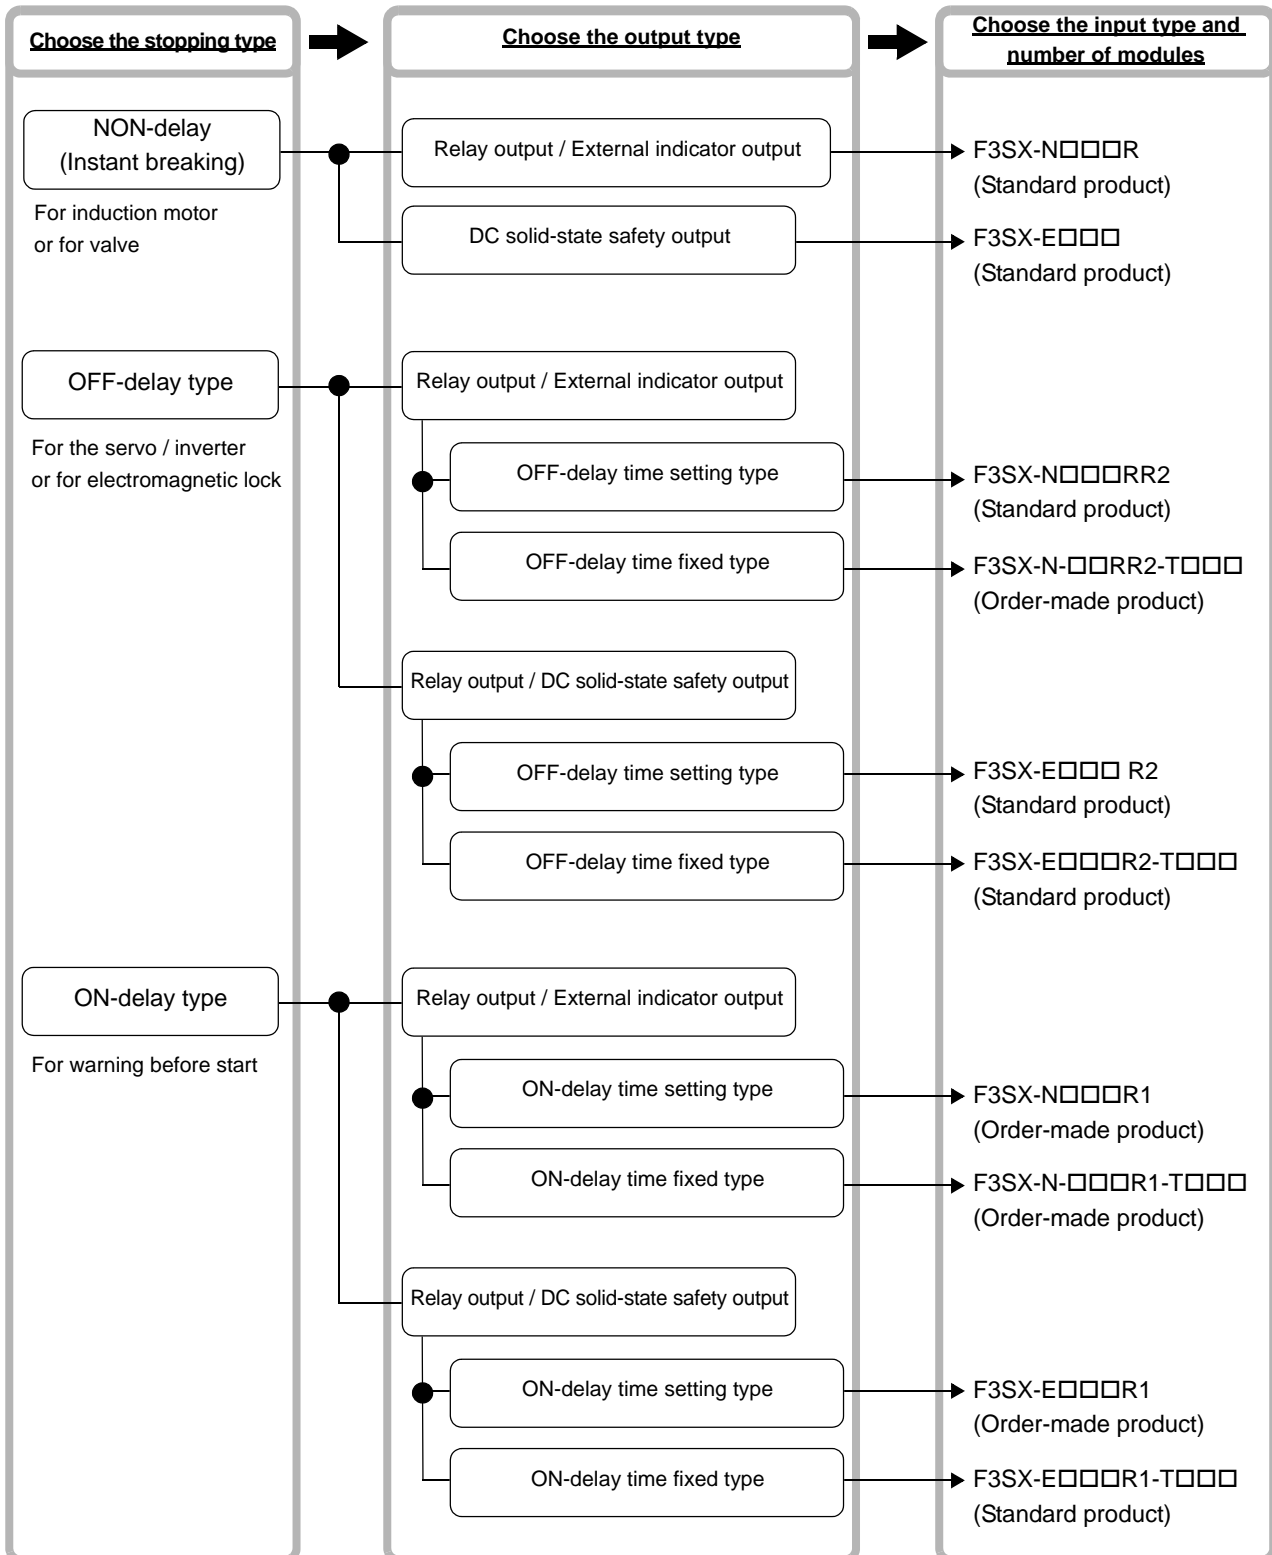 Choose the stopping type
Choose the output type
Choose the input type and
number of modules
NON-delay
(Instant breaking)
For induction motor
or for valve
Relay output / External indicator output
F3SX-N□□□R
(Standard product)
DC solid-state safety output
F3SX-E□□□
(Standard product)
OFF-delay type
For the servo / inverter
or for electromagnetic lock
Relay output / External indicator output
OFF-delay time setting type
F3SX-N□□□RR2
(Standard product)
OFF-delay time fixed type
F3SX-N-□□RR2-T□□□
(Order-made product)
Relay output / DC solid-state safety output
OFF-delay time setting type
F3SX-E□□□ R2
(Standard product)
OFF-delay time fixed type
F3SX-E□□□R2-T□□□
(Standard product)
ON-delay type
For warning before start
Relay output / External indicator output
ON-delay time setting type
F3SX-N□□□R1
(Order-made product)
ON-delay time fixed type
F3SX-N-□□□R1-T□□□
(Order-made product)
Relay output / DC solid-state safety output
ON-delay time setting type
F3SX-E□□□R1
(Order-made product)
ON-delay time fixed type
F3SX-E□□□R1-T□□□
(Standard product)